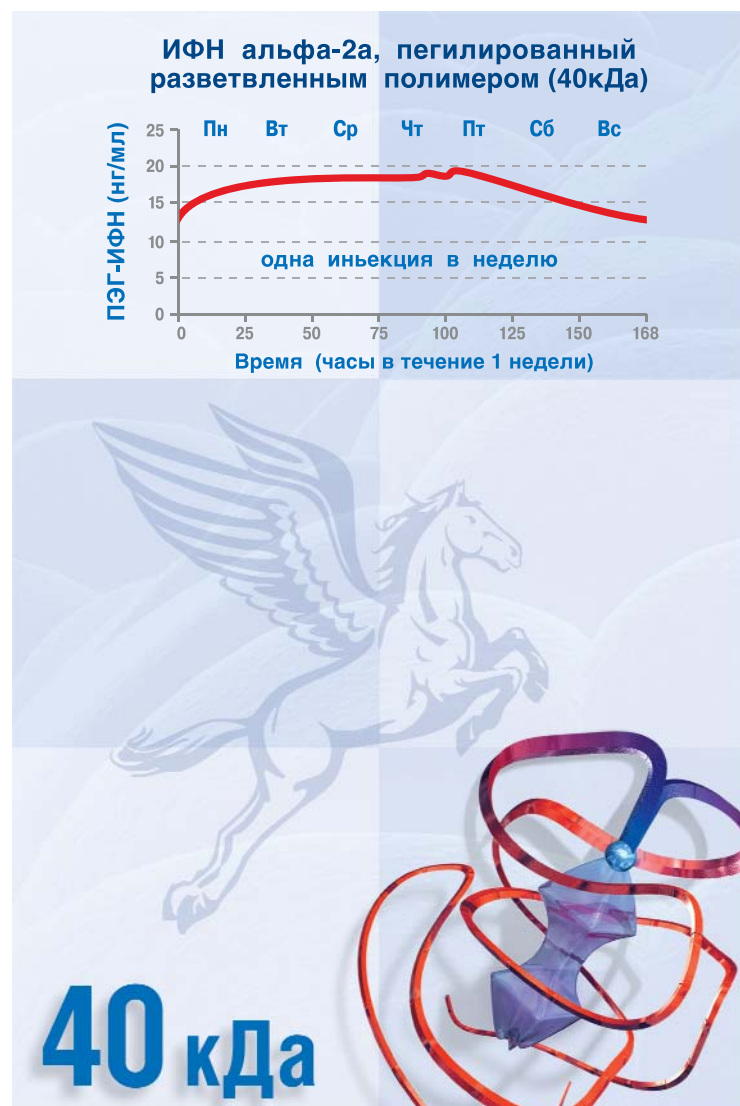 ИФН альфа-2а, пегилированный
разветвленным полимером (40кДа)
ПЭГ-ИФН (нг/мл)
25
20
15
10
5
0
Пн Вт Ср Чт Пт Сб Вс
одна иньекция в неделю
0 25 50 75 100 125 150 168
Время (часы в течение 1 недели)
40 кДа